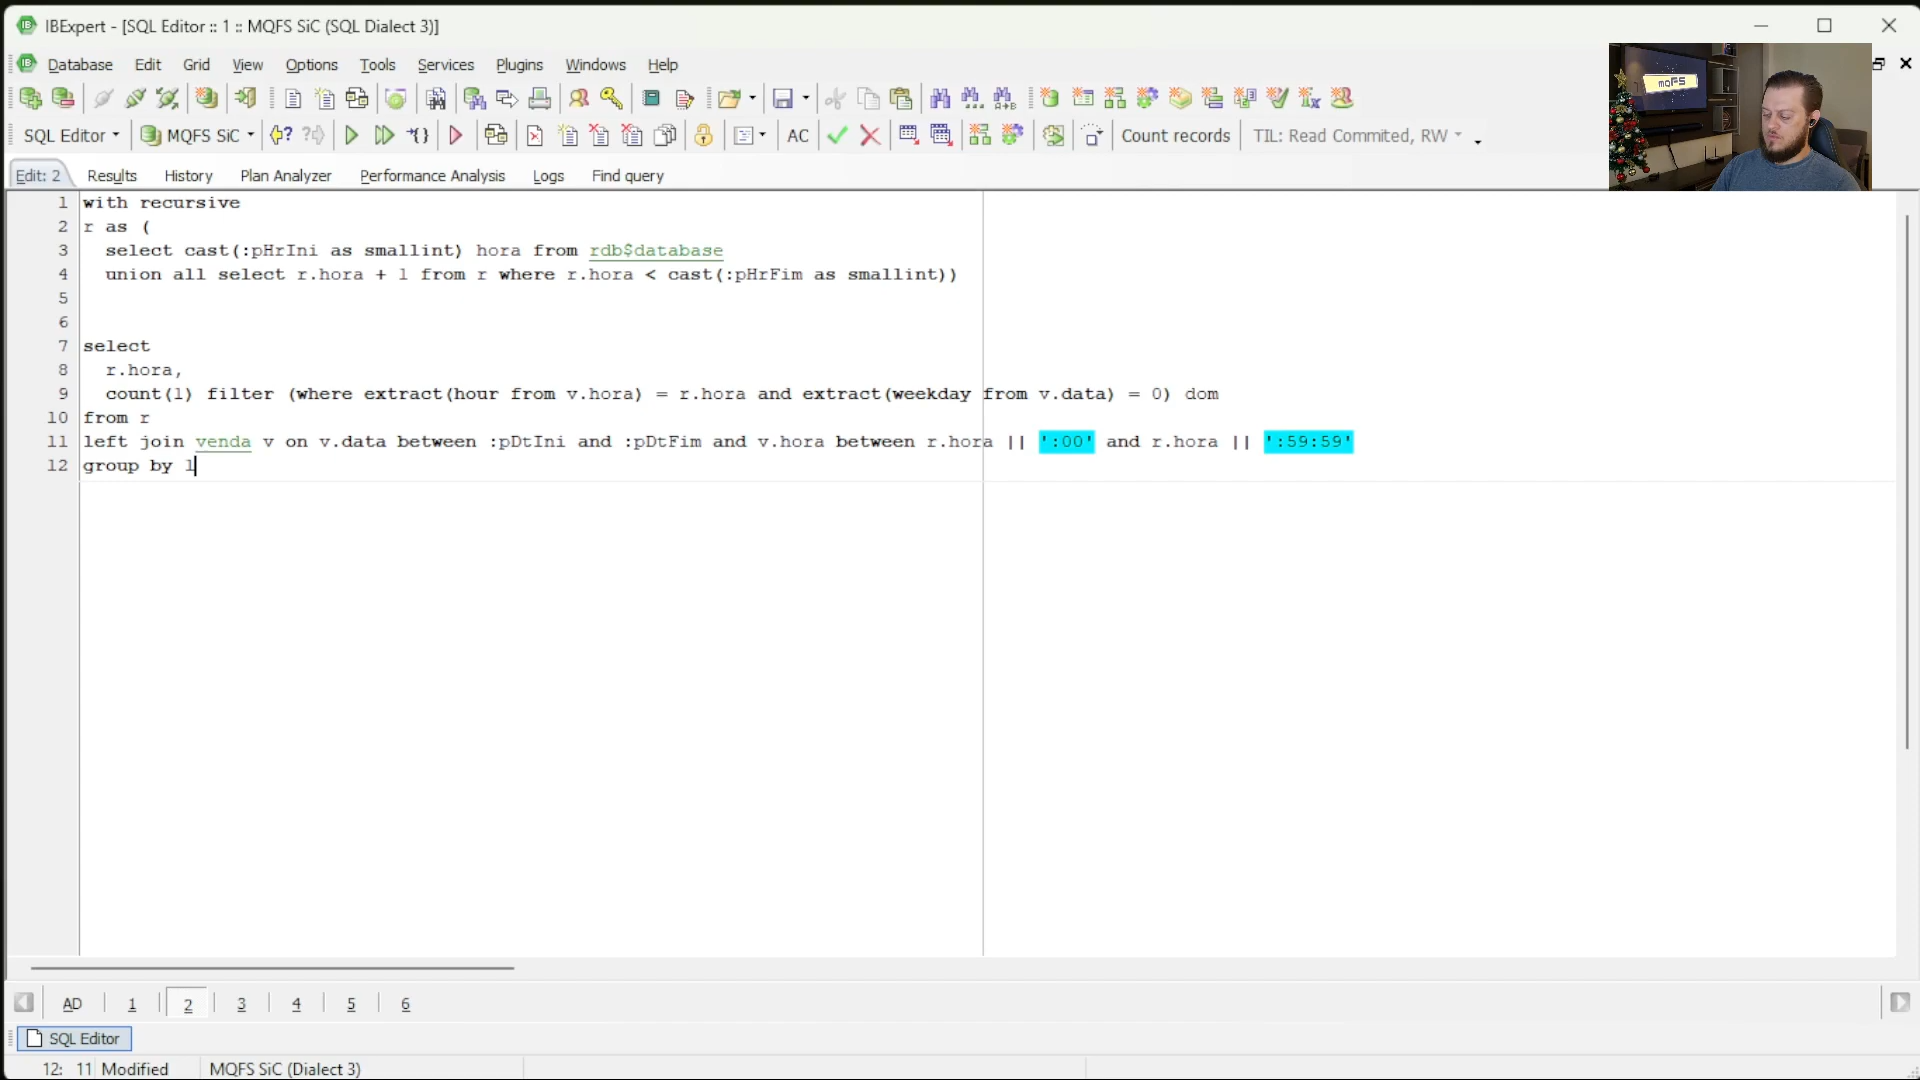 IBExpert - [SQL Editor :: 1 :: MQFS SiC (SQL Dialect 3)]
Database Edit Grid View Options Tools Services Plugins Windows Help
mQFS
SQL Editor MQFS SiC AC Count records TIL: Read Commited, RW
Edit: 2 Results History Plan Analyzer Performance Analysis Logs Find query
1 with recursive
2 r as (
3 select cast(:pHrIni as smallint) hora from rdb$database
4 union all select r.hora + 1 from r where r.hora < cast(:pHrFim as smallint))
5
6
7 select
8 r.hora,
9 count(1) filter (where extract(hour from v.hora) = r.hora and extract(weekday from v.data) = 0) dom
10 from r
11 left join venda v on v.data between :pDtIni and :pDtFim and v.hora between r.hora || ':00' and r.hora || ':59:59'
12 group by 1
AD 1 2 3 4 5 6
SQL Editor
12: 11 Modified MQFS SiC (Dialect 3)